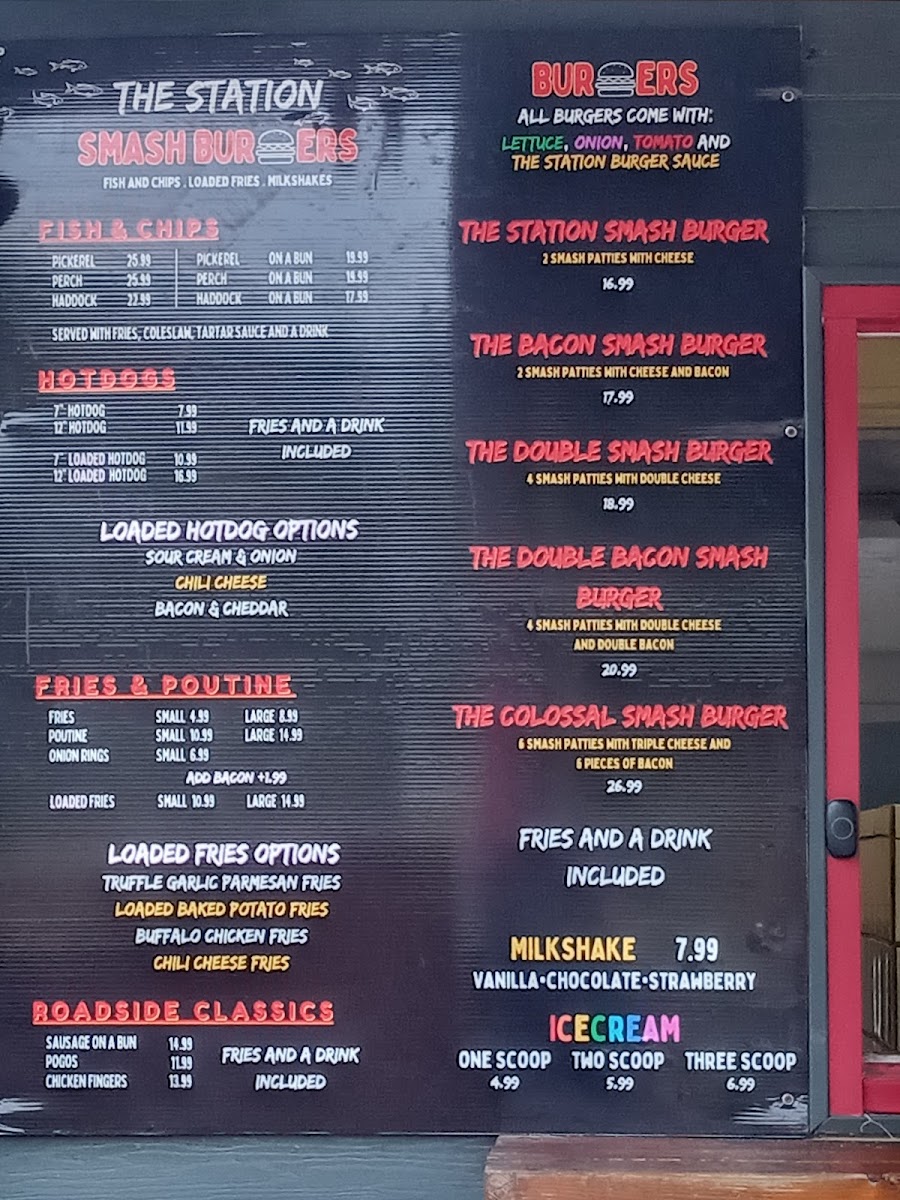 THE STATION
SMASH BURGERS
FISH AND CHIPS . LOADED FRIES . MILKSHAKES
FISH & CHIPS
PICKEREL 25.99 PICKEREL ON A BUN 19.99
PERCH 25.99 PERCH ON A BUN 19.99
HADDOCK 22.99 HADDOCK ON A BUN 17.99
SERVED WITH FRIES, COLESLAW, TARTAR SAUCE AND A DRINK
HOTDOGS
7" HOTDOG 7.99
12" HOTDOG 11.99
7" LOADED HOTDOG 10.99
12" LOADED HOTDOG 16.99
FRIES AND A DRINK
INCLUDED
LOADED HOTDOG OPTIONS
SOUR CREAM & ONION
CHILI CHEESE
BACON & CHEDDAR
FRIES & POUTINE
FRIES SMALL 4.99 LARGE 8.99
POUTINE SMALL 10.99 LARGE 14.99
ONION RINGS SMALL 6.99
ADD BACON +1.99
LOADED FRIES SMALL 10.99 LARGE 14.99
LOADED FRIES OPTIONS
TRUFFLE GARLIC PARMESAN FRIES
LOADED BAKED POTATO FRIES
BUFFALO CHICKEN FRIES
CHILI CHEESE FRIES
ROADSIDE CLASSICS
SAUSAGE ON A BUN 14.99
POGOS 11.99
CHICKEN FINGERS 13.99
FRIES AND A DRINK
INCLUDED
BURGERS
ALL BURGERS COME WITH:
LETTUCE, ONION, TOMATO AND
THE STATION BURGER SAUCE
THE STATION SMASH BURGER
2 SMASH PATTIES WITH CHEESE
16.99
THE BACON SMASH BURGER
2 SMASH PATTIES WITH CHEESE AND BACON
17.99
THE DOUBLE SMASH BURGER
4 SMASH PATTIES WITH DOUBLE CHEESE
18.99
THE DOUBLE BACON SMASH
BURGER
4 SMASH PATTIES WITH DOUBLE CHEESE
AND DOUBLE BACON
20.99
THE COLOSSAL SMASH BURGER
6 SMASH PATTIES WITH TRIPLE CHEESE AND
6 PIECES OF BACON
26.99
FRIES AND A DRINK
INCLUDED
MILKSHAKE 7.99
VANILLA•CHOCOLATE•STRAWBERRY
ICECREAM
ONE SCOOP TWO SCOOP THREE SCOOP
4.99 5.99 6.99